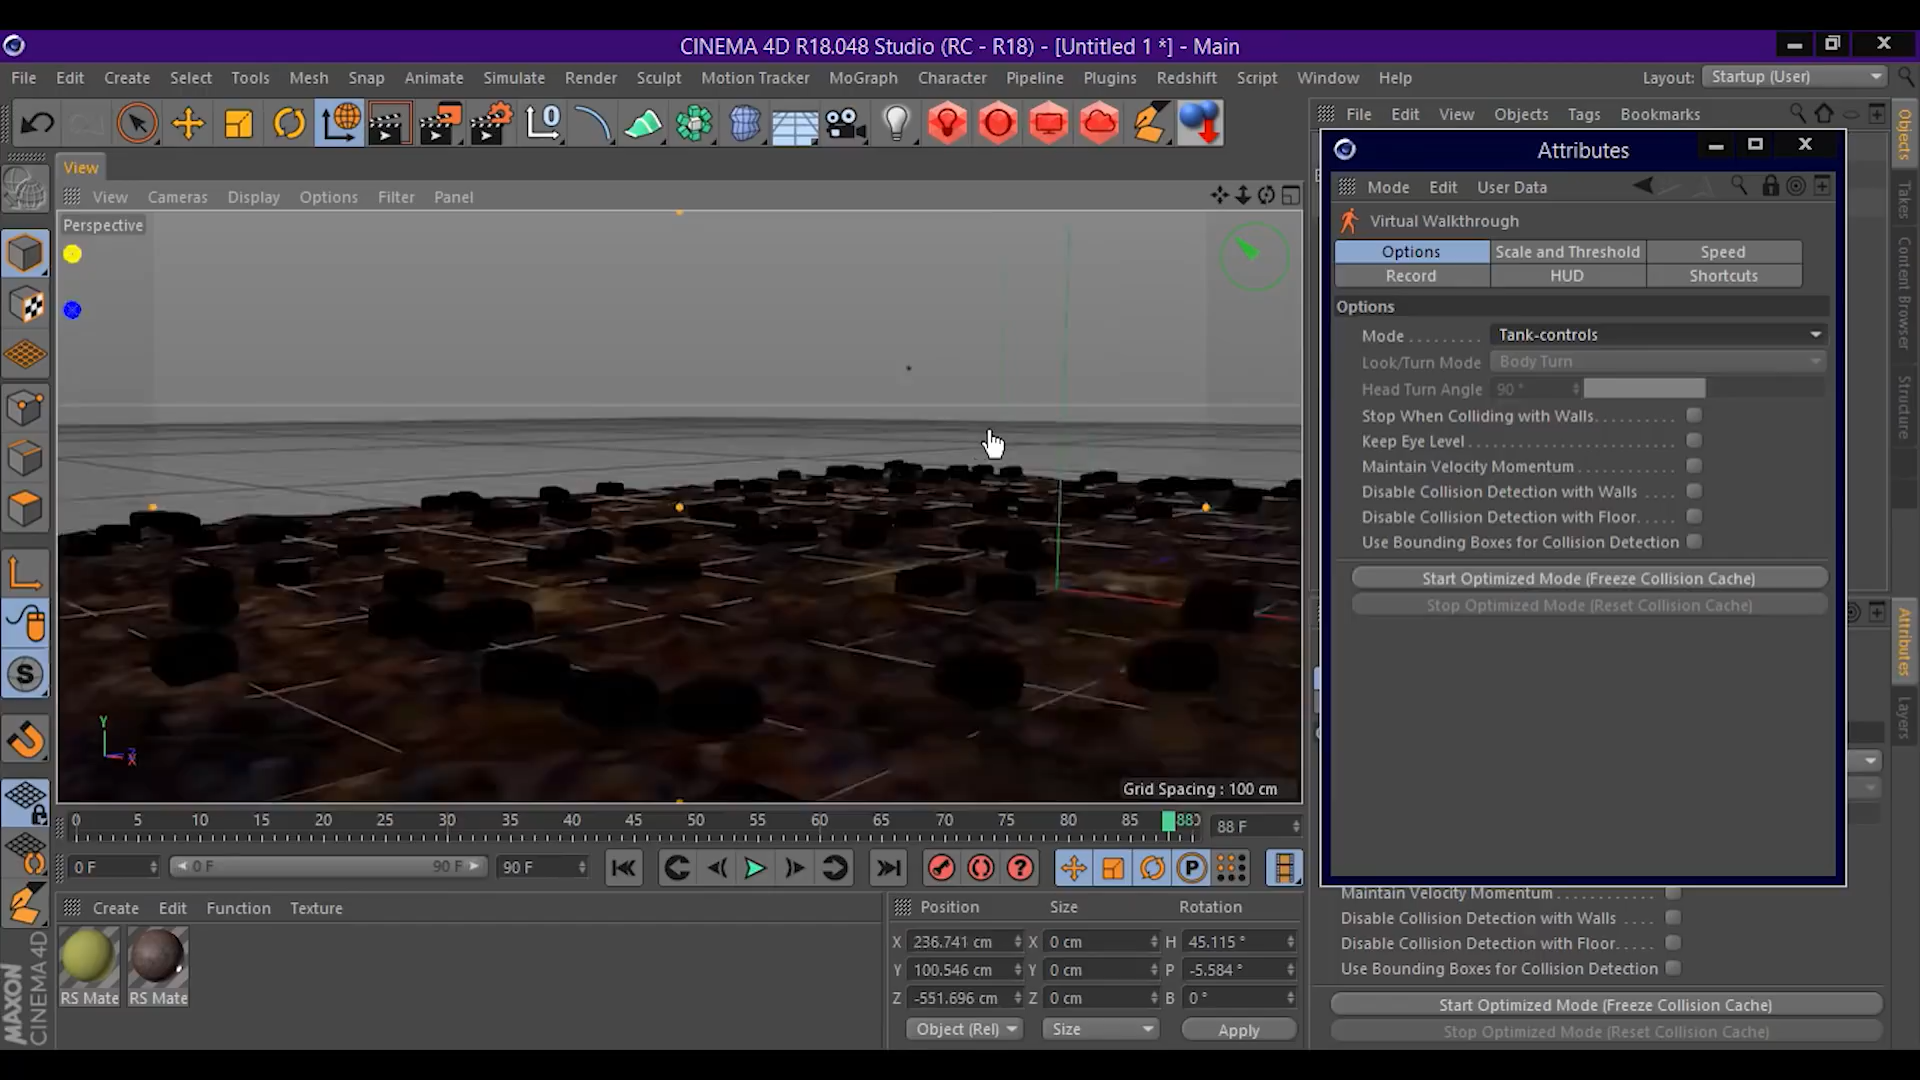 CINEMA 4D R18.048 Studio (RC - R18) - [Untitled 1 *] - Main
File Edit Create Select Tools Mesh Snap Animate Simulate Render Sculpt Motion Tracker MoGraph Character Pipeline Plugins Redshift Script Window Help Layout: Startup (User)
File Edit View Objects Tags Bookmarks
View
View Cameras Display Options Filter Panel
Perspective
Grid Spacing : 100 cm
Attributes
Mode Edit User Data
Virtual Walkthrough
Options Scale and Threshold Speed
Record HUD Shortcuts
Options
Mode Tank-controls
Look/Turn Mode Body Turn
Head Turn Angle 90 °
Stop When Colliding with Walls
Keep Eye Level
Maintain Velocity Momentum
Disable Collision Detection with Walls
Disable Collision Detection with Floor
Use Bounding Boxes for Collision Detection
Start Optimized Mode (Freeze Collision Cache)
Stop Optimized Mode (Reset Collision Cache)
Maintain Velocity Momentum
Disable Collision Detection with Walls
Disable Collision Detection with Floor
Use Bounding Boxes for Collision Detection
Start Optimized Mode (Freeze Collision Cache)
Stop Optimized Mode (Reset Collision Cache)
Objects
Takes
Content Browser
Structure
Attributes
Layers
Y
Z
X
0 5 10 15 20 25 30 35 40 45 50 55 60 65 70 75 80 85 88 88 F
0 F 0 F 90 F 90 F
Create Edit Function Texture
RS Mate RS Mate
Position Size Rotation
X 236.741 cm X 0 cm H 45.115 °
Y 100.546 cm Y 0 cm P -5.584 °
Z -551.696 cm Z 0 cm B 0 °
Object (Rel) Size Apply
MAXON
CINEMA 4D